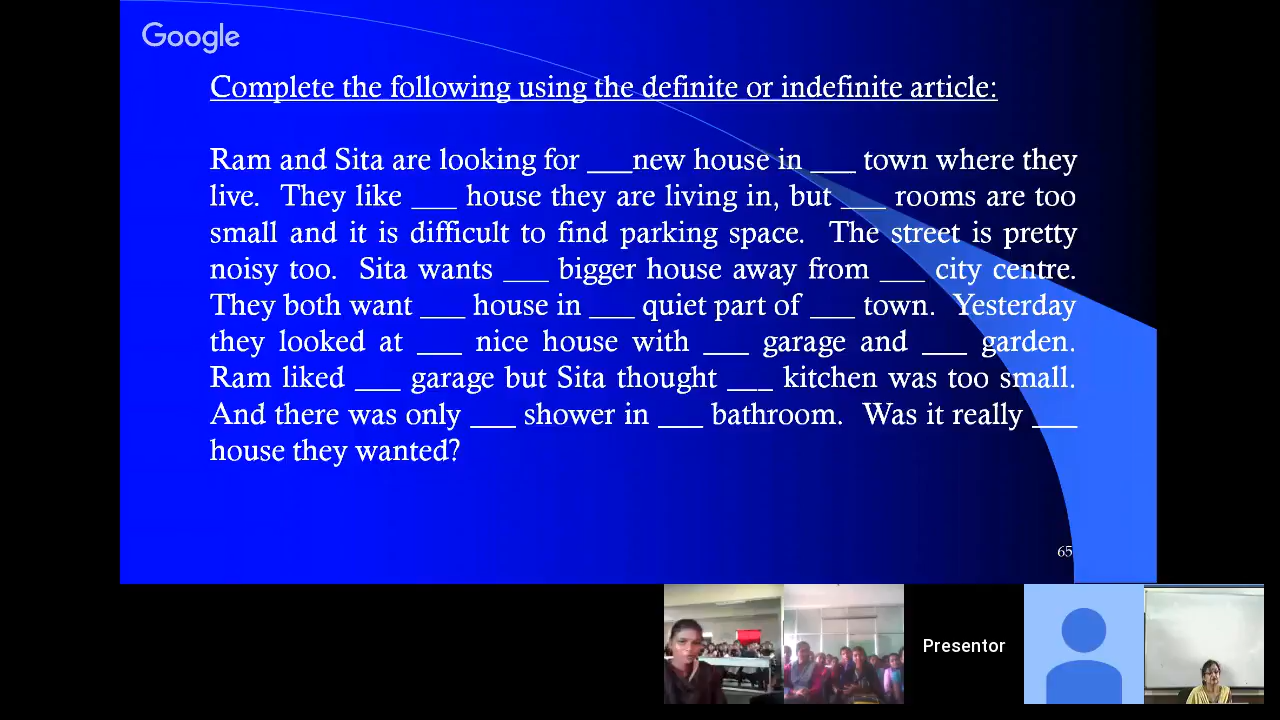 Google
Complete the following using the definite or indefinite article:
Ram and Sita are looking for ___new house in ___ town where they
live. They like ___ house they are living in, but ___ rooms are too
small and it is difficult to find parking space. The street is pretty
noisy too. Sita wants ___ bigger house away from ___ city centre.
They both want ___ house in ___ quiet part of ___ town. Yesterday
they looked at ___ nice house with ___ garage and ___ garden.
Ram liked ___ garage but Sita thought ___ kitchen was too small.
And there was only ___ shower in ___ bathroom. Was it really ___
house they wanted?
65
Presentor